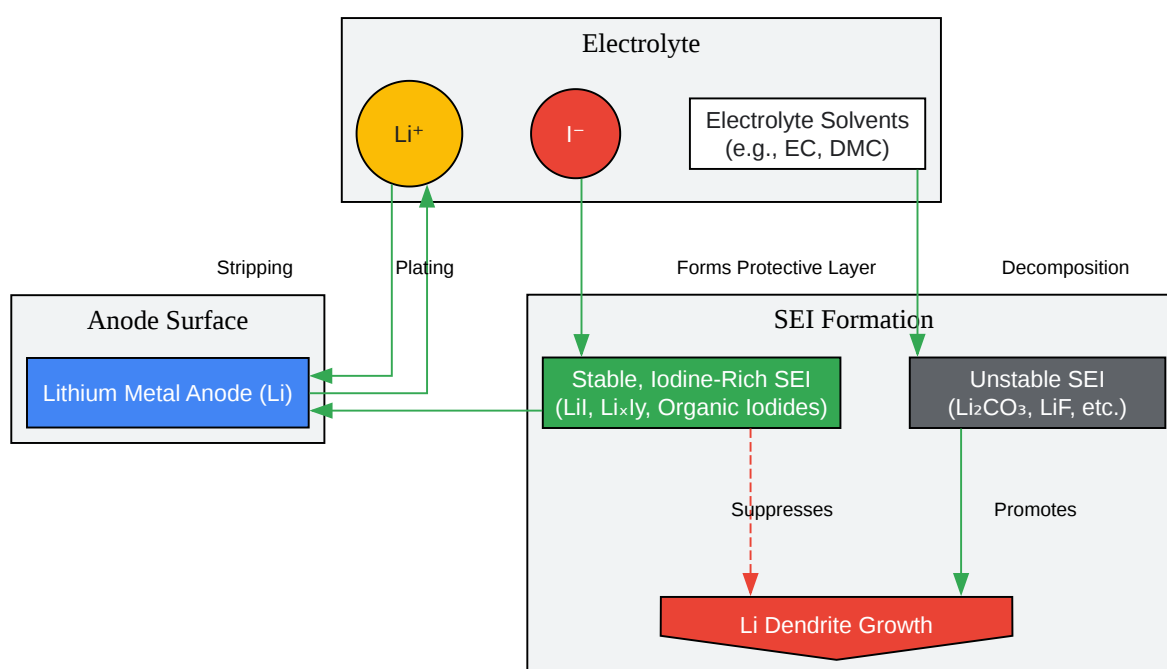 Electrolyte
Li⁺
I⁻
Electrolyte Solvents
(e.g., EC, DMC)
Stripping
Plating
Forms Protective Layer
Decomposition
Anode Surface
SEI Formation
Lithium Metal Anode (Li)
Stable, Iodine-Rich SEI
(LiI, LiₓIy, Organic Iodides)
Unstable SEI
(Li₂CO₃, LiF, etc.)
Suppresses
Promotes
Li Dendrite Growth